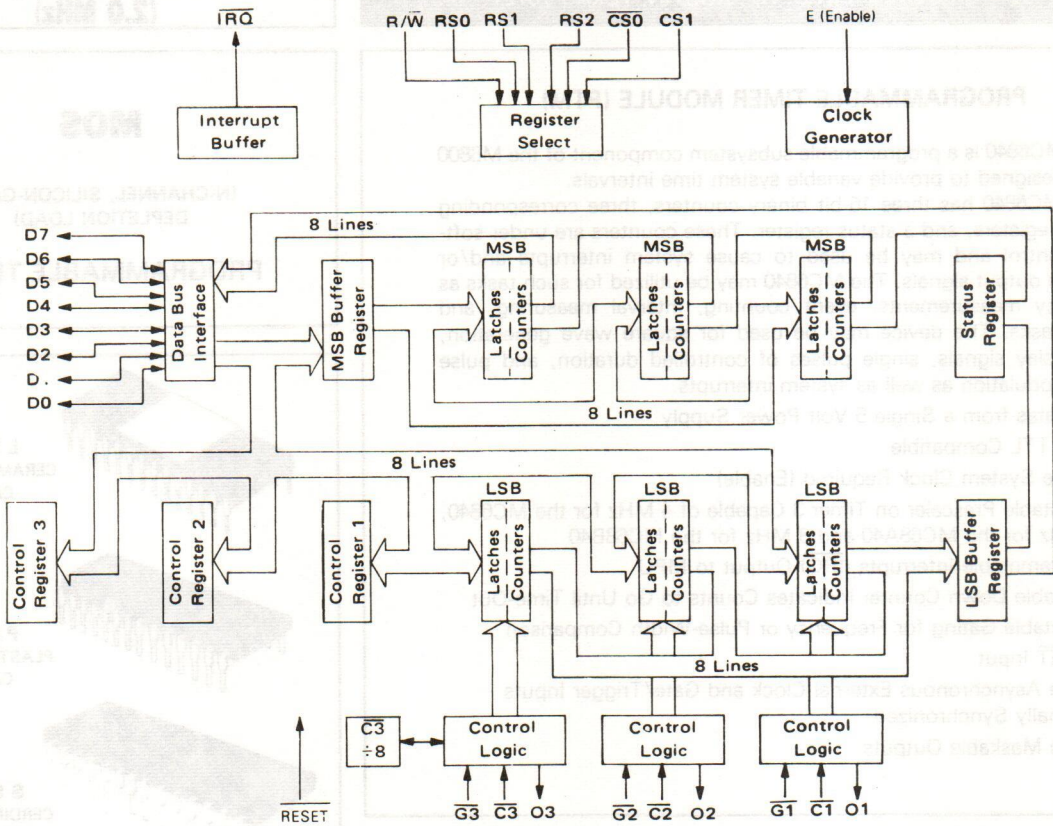 IRQ
R/W RS0 RS1 RS2 CS0 CS1
E (Enable)
Interrupt
Buffer
Register
Select
Clock
Generator
8 Lines
D7
D6
D5
D4
D3
D2
D.
D0
Data Bus
Interface
MSB Buffer
Register
MSB
Latches
Counters
MSB
Latches
Counters
MSB
Latches
Counters
Status
Register
8 Lines
8 Lines
Control
Register 3
Control
Register 2
Control
Register 1
LSB
Latches
Counters
LSB
Latches
Counters
LSB
Latches
Counters
LSB Buffer
Register
8 Lines
C3
÷8
Control
Logic
Control
Logic
Control
Logic
RESET
G3 C3 O3
G2 C2 O2
G1 C1 O1